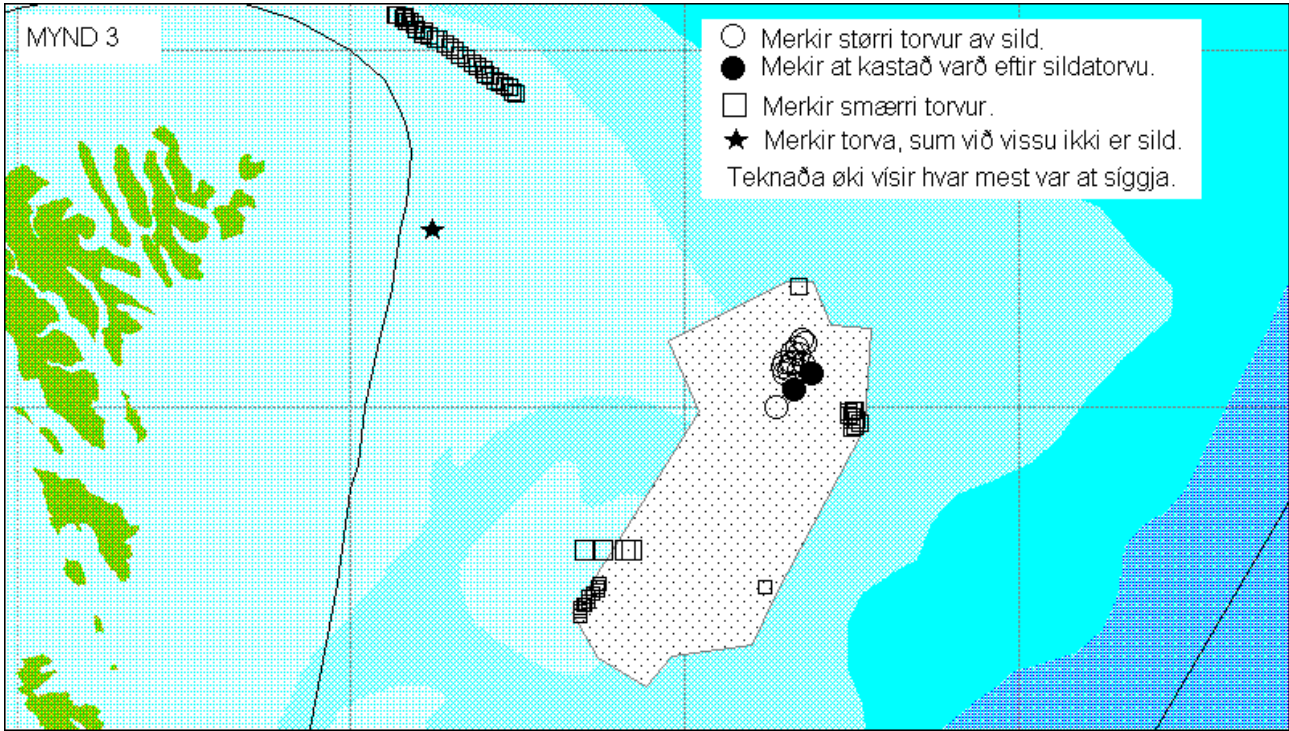 MYND 3
Merkir størri torvur av sild.
Mekir at kastað varð eftir sildatorvu.
Merkir smærri torvur.
Merkir torva, sum við vissu ikki er sild.
Teknaða øki vísir hvar mest var at síggja.